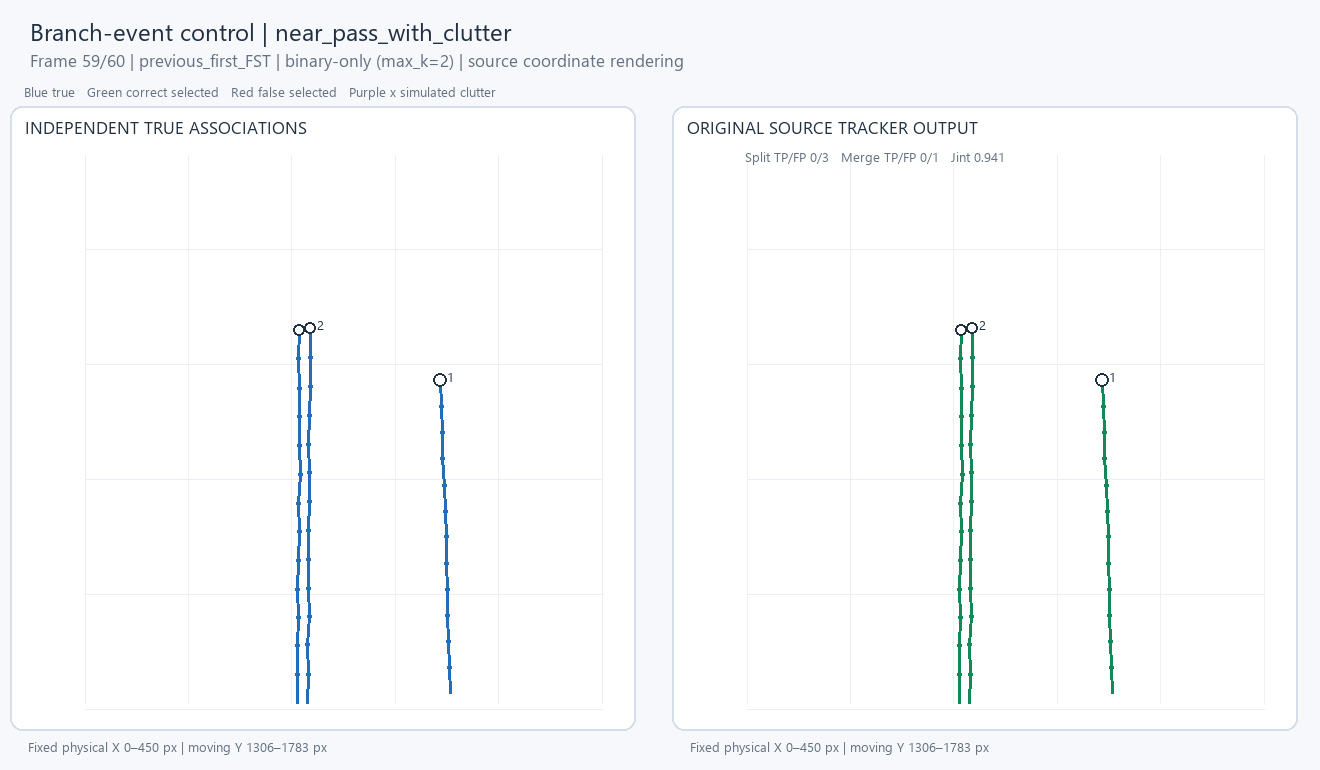 Branch-event control | near_pass_with_clutter
Frame 59/60 | previous_first_FST | binary-only (max_k=2) | source coordinate rendering
Blue true Green correct selected Red false selected Purple x simulated clutter
INDEPENDENT TRUE ASSOCIATIONS
2
1
Fixed physical X 0–450 px | moving Y 1306–1783 px
ORIGINAL SOURCE TRACKER OUTPUT
Split TP/FP 0/3 Merge TP/FP 0/1 Jint 0.941
2
1
Fixed physical X 0–450 px | moving Y 1306–1783 px